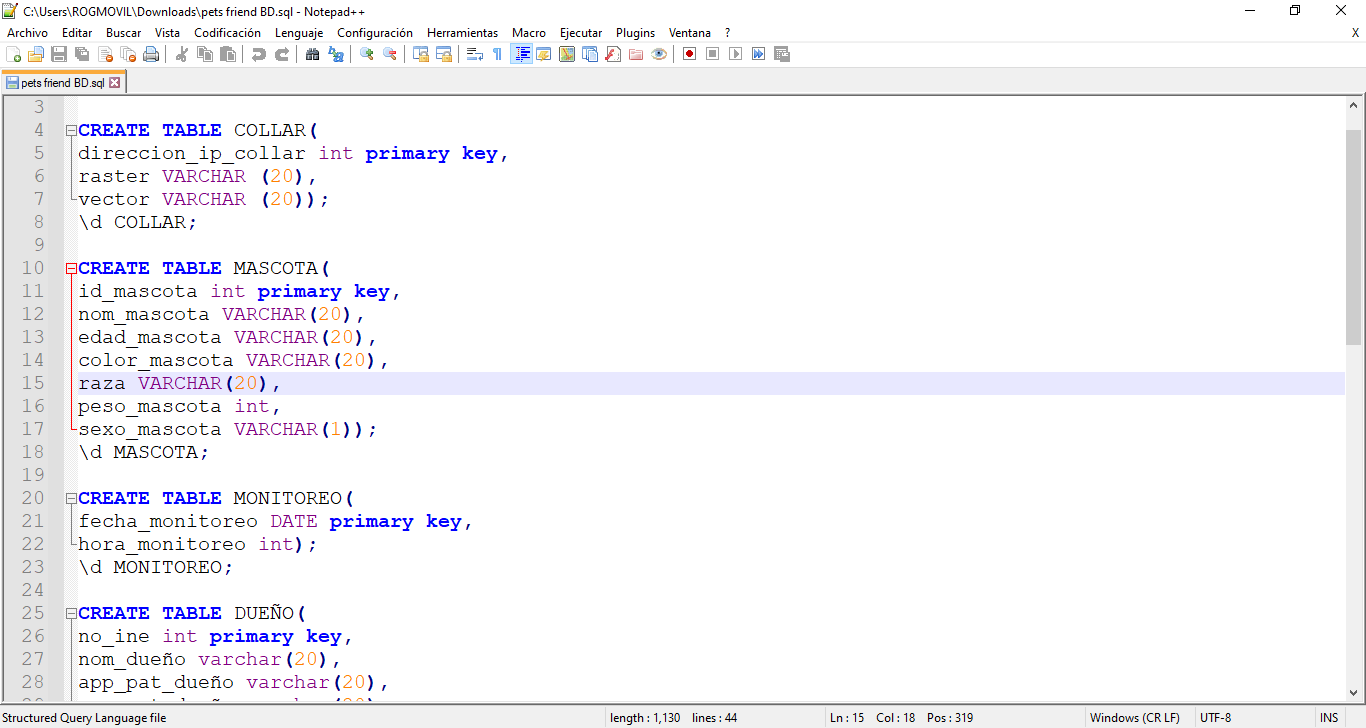 C:\Users\ROGMOVIL\Downloads\pets friend BD.sql - Notepad++
Archivo Editar Buscar Vista Codificación Lenguaje Configuración Herramientas Macro Ejecutar Plugins Ventana ? X
pets friend BD.sql
3
4 CREATE TABLE COLLAR(
5 direccion_ip_collar int primary key,
6 raster VARCHAR (20),
7 vector VARCHAR (20));
8 \d COLLAR;
9
10 CREATE TABLE MASCOTA(
11 id_mascota int primary key,
12 nom_mascota VARCHAR(20),
13 edad_mascota VARCHAR(20),
14 color_mascota VARCHAR(20),
15 raza VARCHAR(20),
16 peso_mascota int,
17 sexo_mascota VARCHAR(1));
18 \d MASCOTA;
19
20 CREATE TABLE MONITOREO(
21 fecha_monitoreo DATE primary key,
22 hora_monitoreo int);
23 \d MONITOREO;
24
25 CREATE TABLE DUEÑO(
26 no_ine int primary key,
27 nom_dueño varchar(20),
28 app_pat_dueño varchar(20),
Structured Query Language file length : 1,130 lines : 44 Ln : 15 Col : 18 Pos : 319 Windows (CR LF) UTF-8 INS